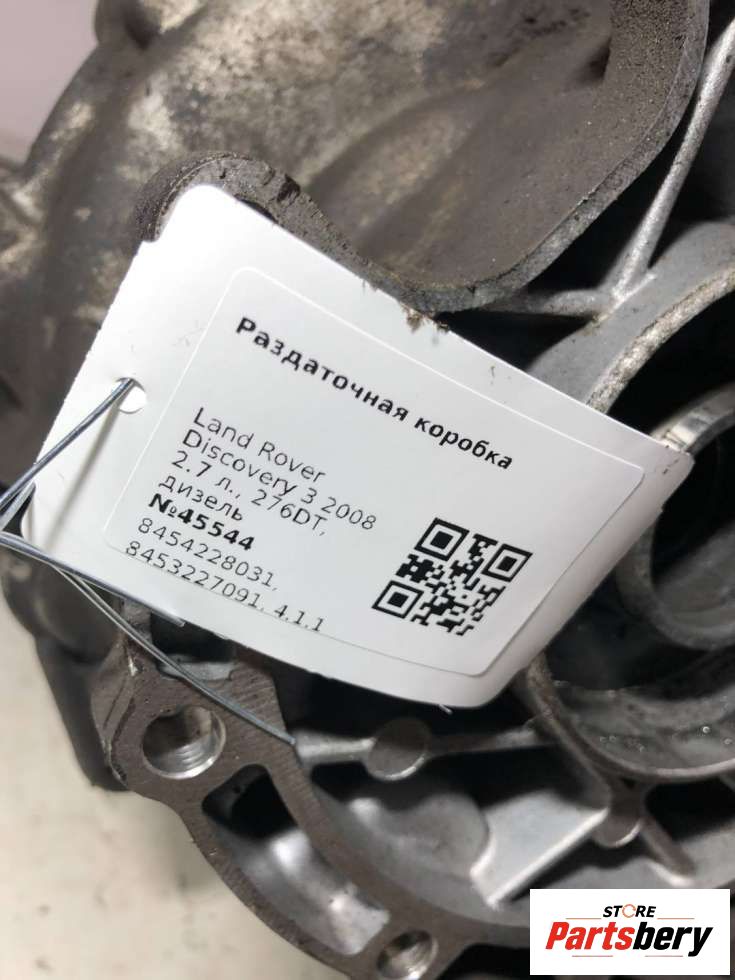 Раздаточная коробка
Land Rover
Discovery 3 2008
2.7 л., 276DT,
дизель
№45544
8454228031,
8453227091, 4.1.1
STORE
Partsbery